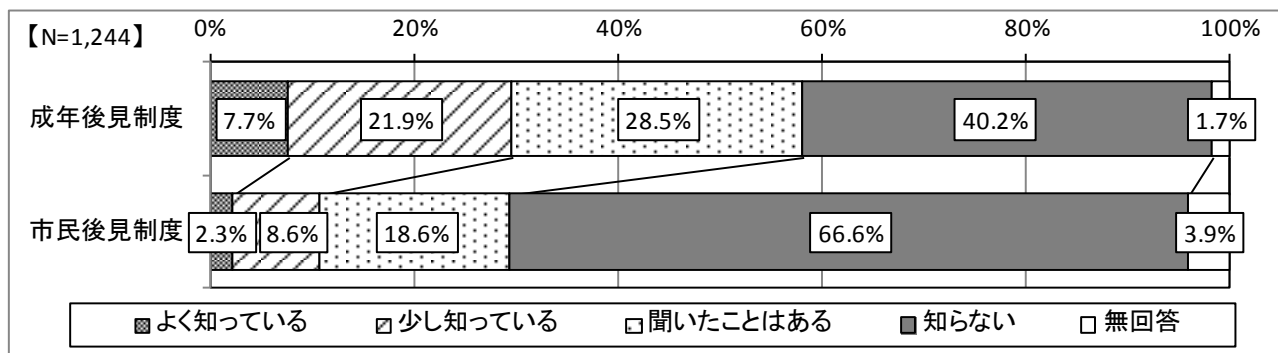 【N=1,244】
0% 20% 40% 60% 80% 100%
成年後見制度 7.7% 21.9% 28.5% 40.2% 1.7%
市民後見制度 2.3% 8.6% 18.6% 66.6% 3.9%
よく知っている 少し知っている 聞いたことはある 知らない 無回答